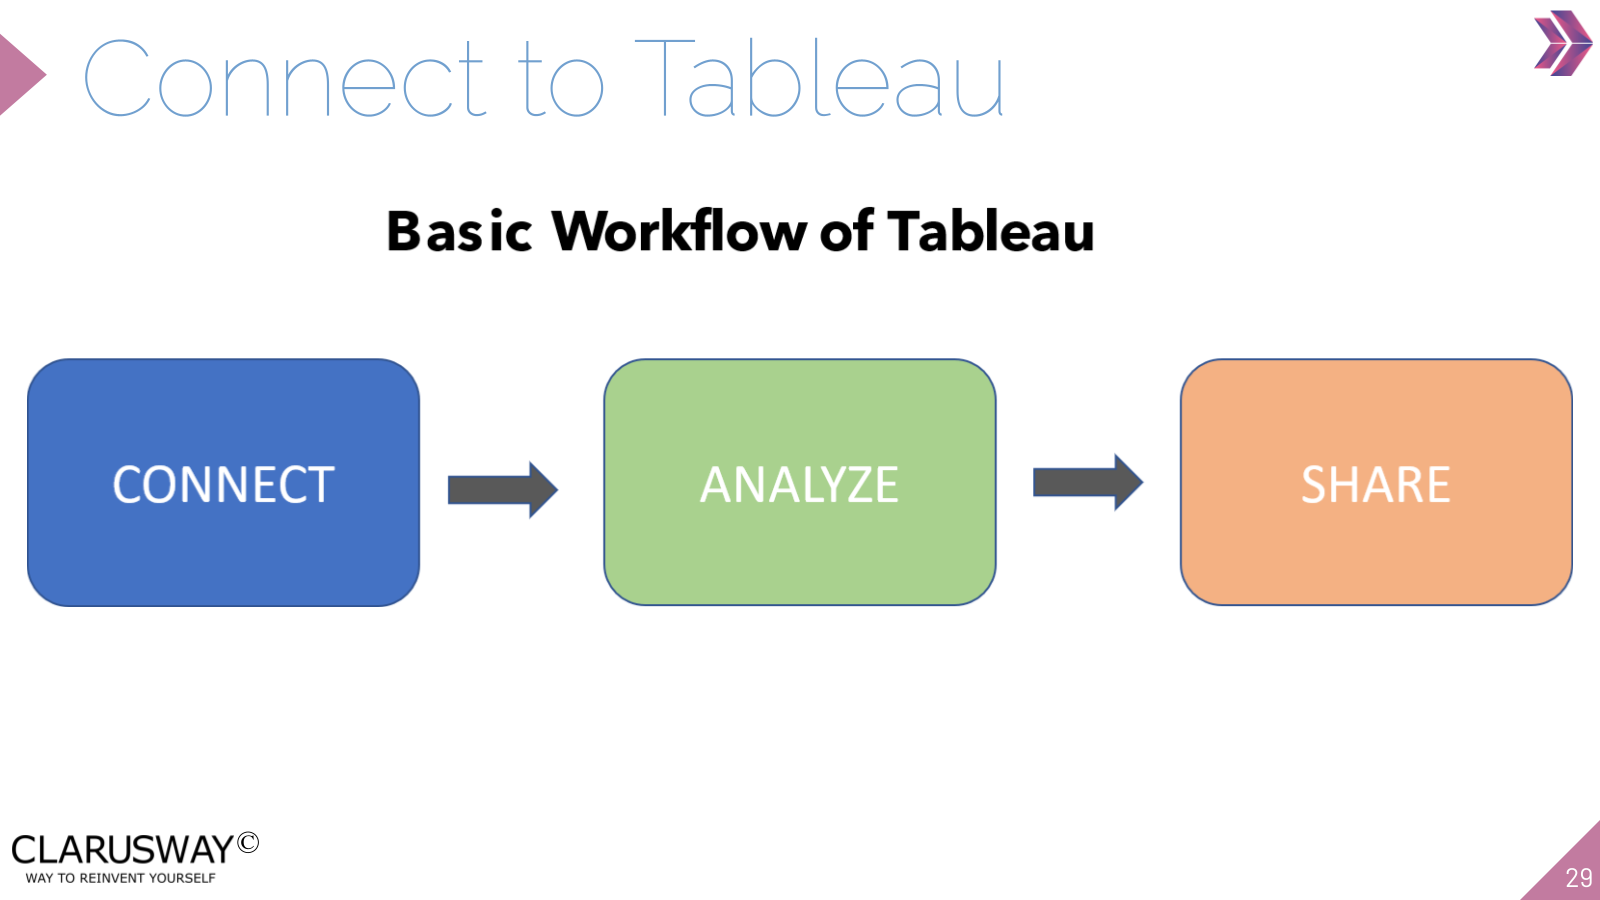 Connect to Tableau
Basic Workflow of Tableau
CONNECT
ANALYZE
SHARE
CLARUSWAY©
WAY TO REINVENT YOURSELF
29